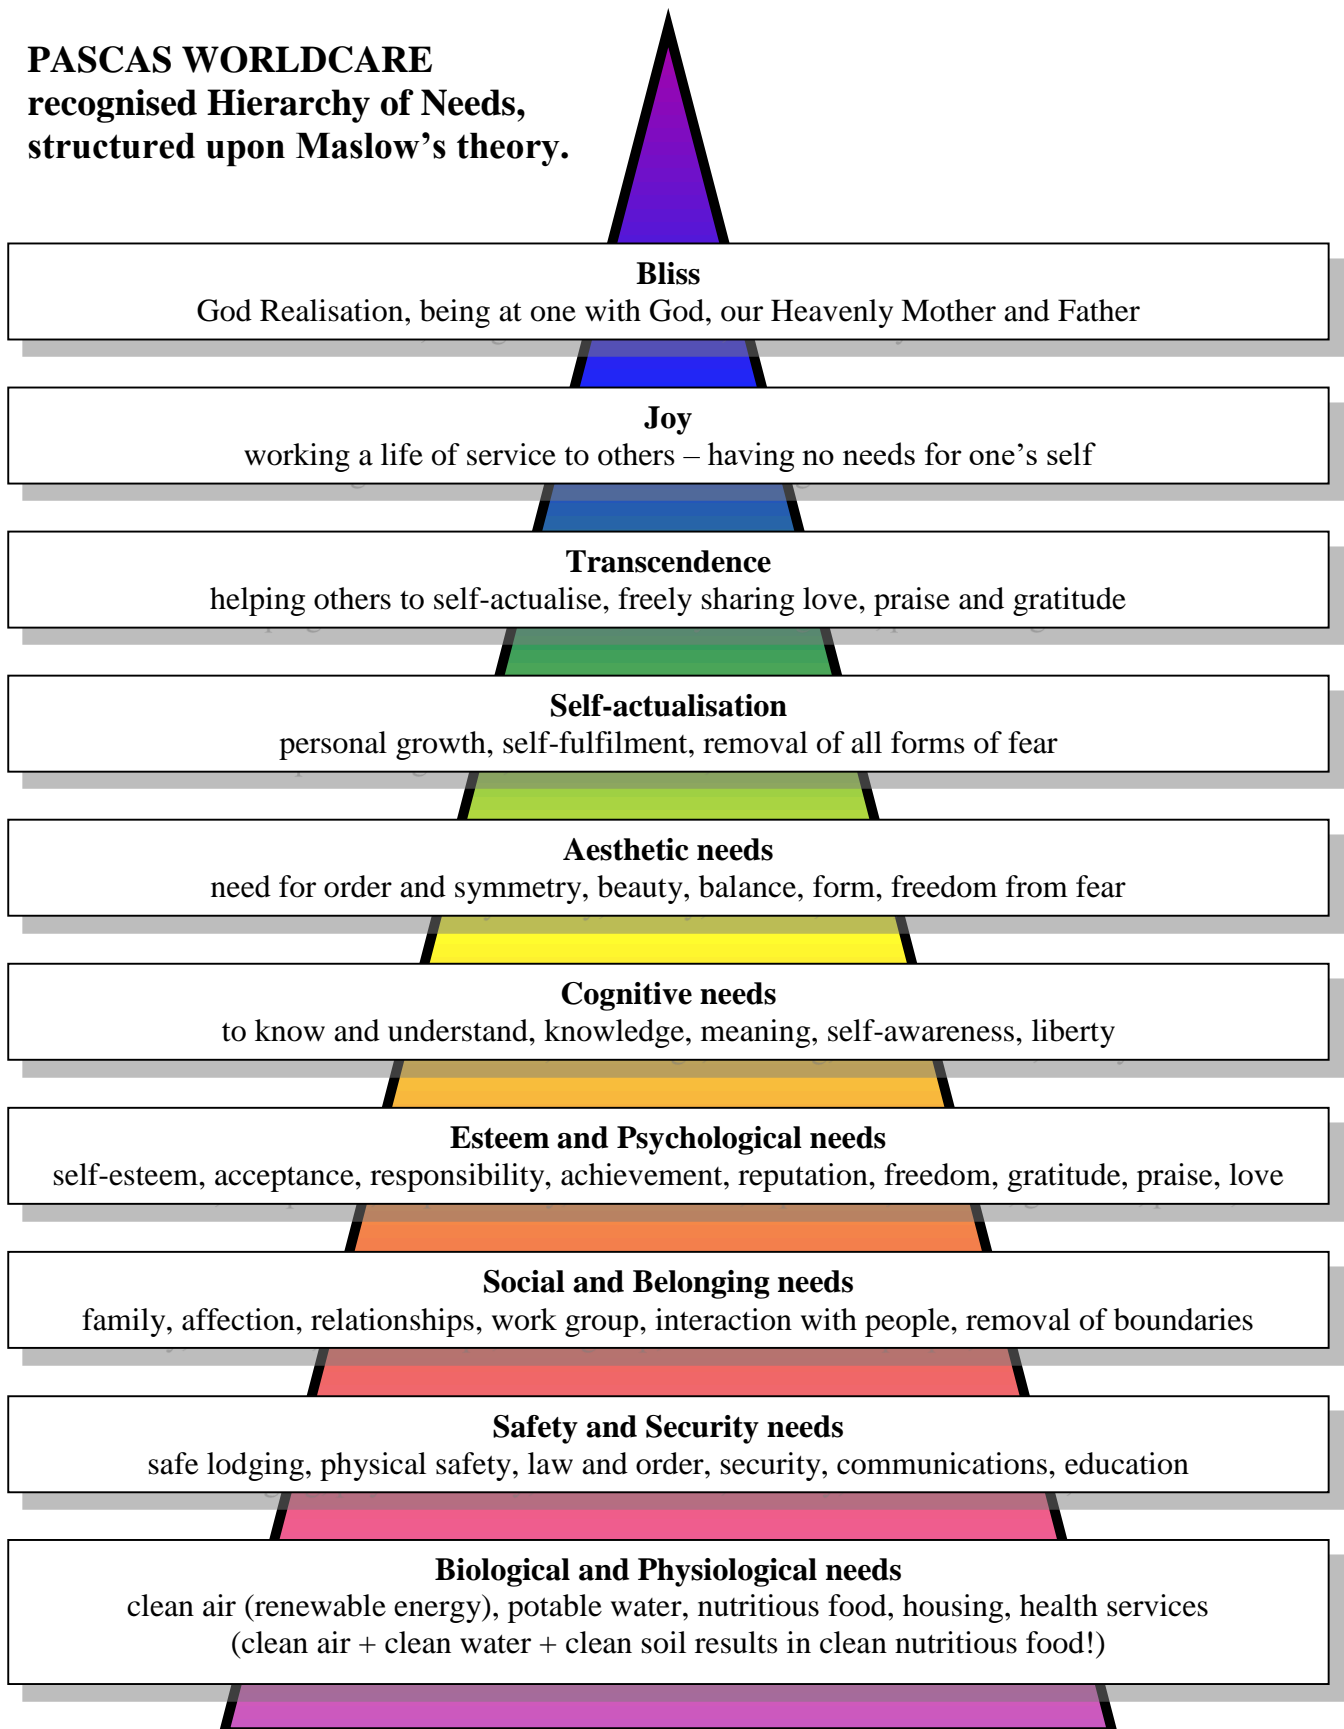 PASCAS WORLDCARE
recognised Hierarchy of Needs,
structured upon Maslow’s theory.
Bliss
God Realisation, being at one with God, our Heavenly Mother and Father
Joy
working a life of service to others – having no needs for one’s self
Transcendence
helping others to self-actualise, freely sharing love, praise and gratitude
Self-actualisation
personal growth, self-fulfilment, removal of all forms of fear
Aesthetic needs
need for order and symmetry, beauty, balance, form, freedom from fear
Cognitive needs
to know and understand, knowledge, meaning, self-awareness, liberty
Esteem and Psychological needs
self-esteem, acceptance, responsibility, achievement, reputation, freedom, gratitude, praise, love
Social and Belonging needs
family, affection, relationships, work group, interaction with people, removal of boundaries
Safety and Security needs
safe lodging, physical safety, law and order, security, communications, education
Biological and Physiological needs
clean air (renewable energy), potable water, nutritious food, housing, health services
(clean air + clean water + clean soil results in clean nutritious food!)